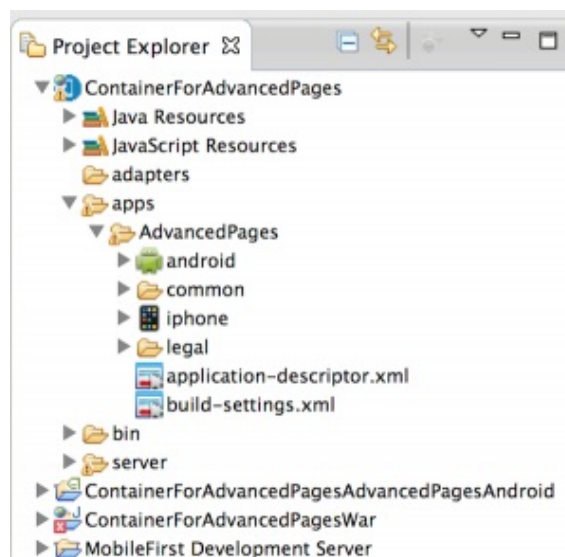 Project Explorer
ContainerForAdvancedPages
Java Resources
JavaScript Resources
adapters
apps
AdvancedPages
android
common
iphone
legal
application-descriptor.xml
build-settings.xml
bin
server
ContainerForAdvancedPagesAdvancedPagesAndroid
ContainerForAdvancedPagesWar
MobileFirst Development Server